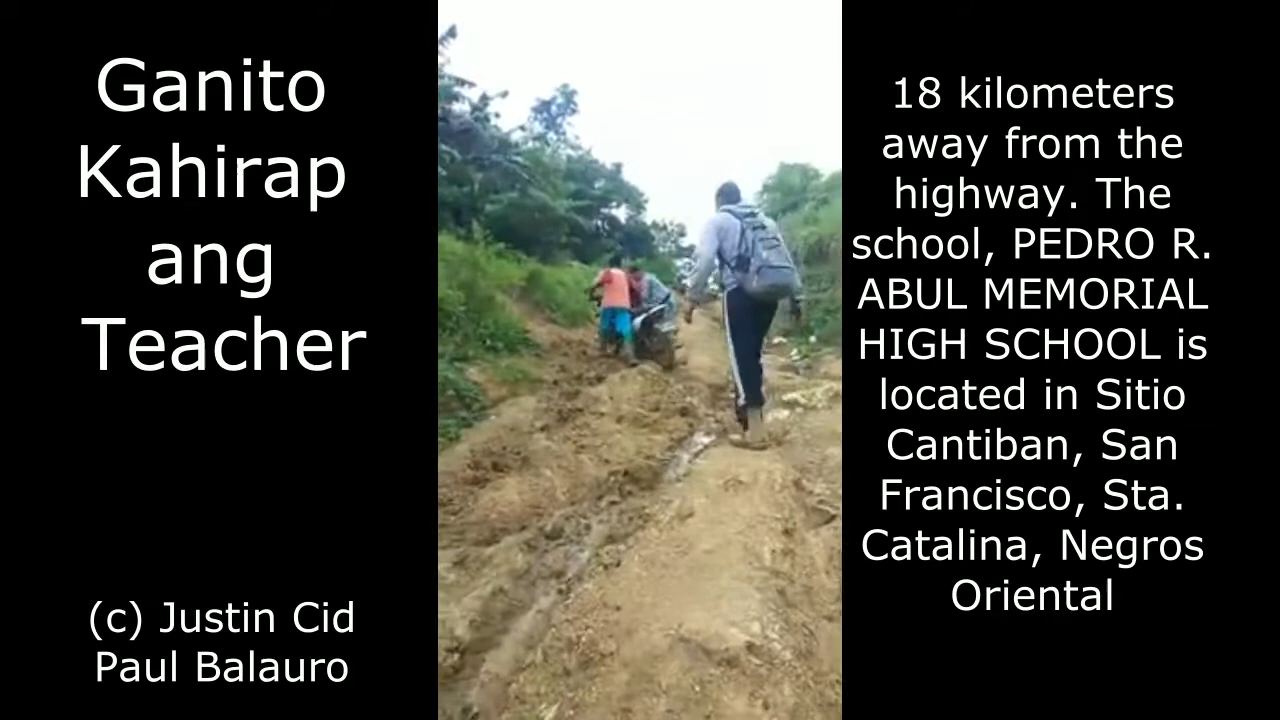 Ganito
Kahirap
ang
Teacher
(c) Justin Cid
Paul Balauro
18 kilometers
away from the
highway. The
school, PEDRO R.
ABUL MEMORIAL
HIGH SCHOOL is
located in Sitio
Cantiban, San
Francisco, Sta.
Catalina, Negros
Oriental